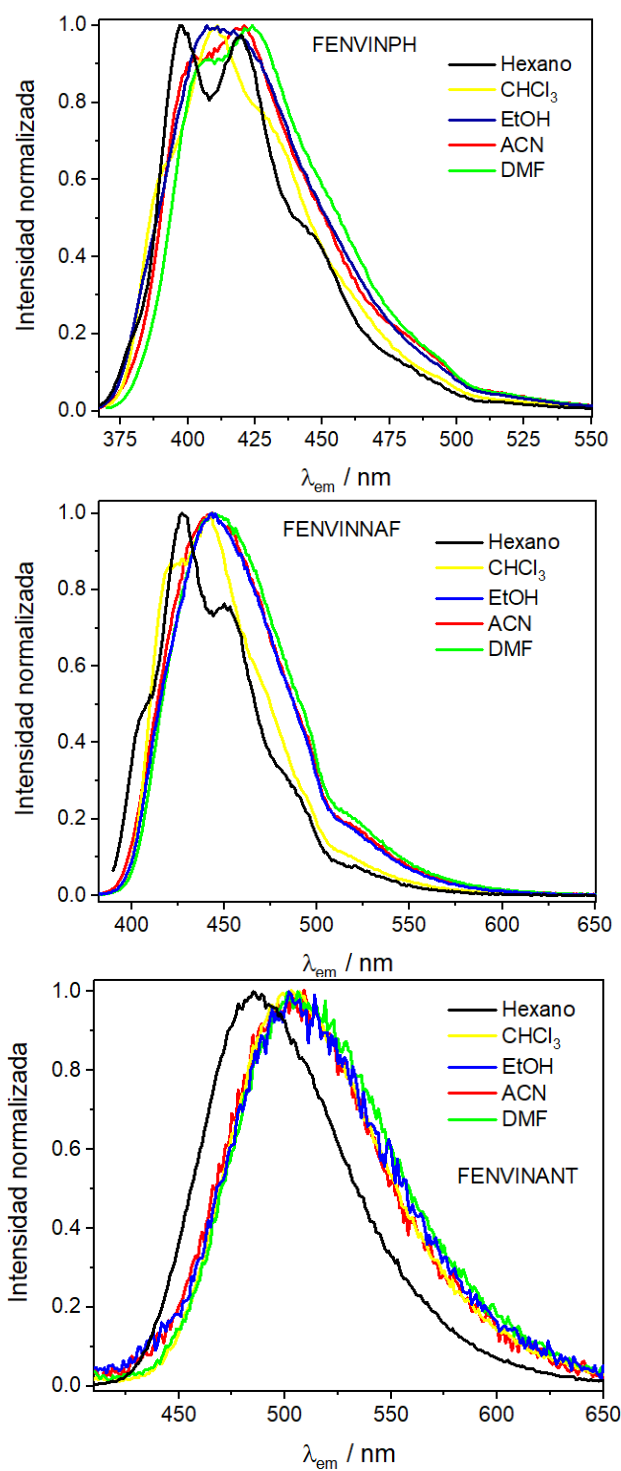 FENVINPH
Hexano
CHCl₃
EtOH
ACN
DMF
Intensidad normalizada
1.0
0.8
0.6
0.4
0.2
0.0
375 400 425 450 475 500 525 550
λem / nm
FENVINNAF
Hexano
CHCl₃
EtOH
ACN
DMF
Intensidad normalizada
1.0
0.8
0.6
0.4
0.2
0.0
400 450 500 550 600 650
λem / nm
Hexano
CHCl₃
EtOH
ACN
DMF
FENVINANT
Intensidad normalizada
1.0
0.8
0.6
0.4
0.2
0.0
450 500 550 600 650
λem / nm